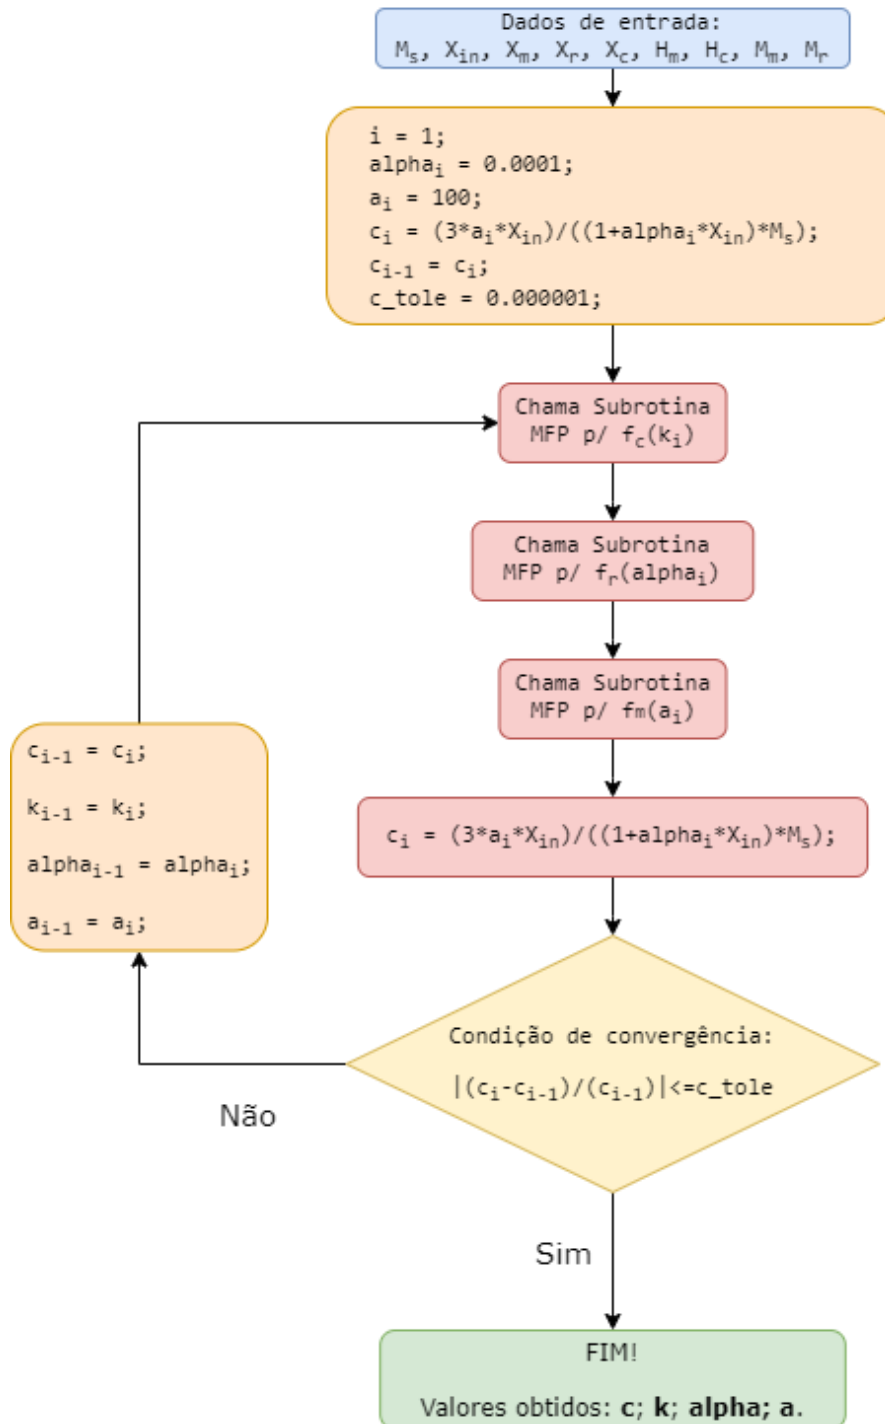 Dados de entrada:
Mₛ, Xᵢₙ, Xₘ, Xᵣ, X꜀, Hₘ, H꜀, Mₘ, Mᵣ
i = 1;
alphaᵢ = 0.0001;
aᵢ = 100;
cᵢ = (3*aᵢ*Xᵢₙ)/((1+alphaᵢ*Xᵢₙ)*Mₛ);
cᵢ₋₁ = cᵢ;
c_tole = 0.000001;
Chama Subrotina
MFP p/ f꜀(kᵢ)
Chama Subrotina
MFP p/ fᵣ(alphaᵢ)
Chama Subrotina
MFP p/ fm(aᵢ)
cᵢ = (3*aᵢ*Xᵢₙ)/((1+alphaᵢ*Xᵢₙ)*Mₛ);
cᵢ₋₁ = cᵢ;
kᵢ₋₁ = kᵢ;
alphaᵢ₋₁ = alphaᵢ;
aᵢ₋₁ = aᵢ;
Condição de convergência:
|(cᵢ-cᵢ₋₁)/(cᵢ₋₁)|<=c_tole
Não
Sim
FIM!
Valores obtidos: c; k; alpha; a.